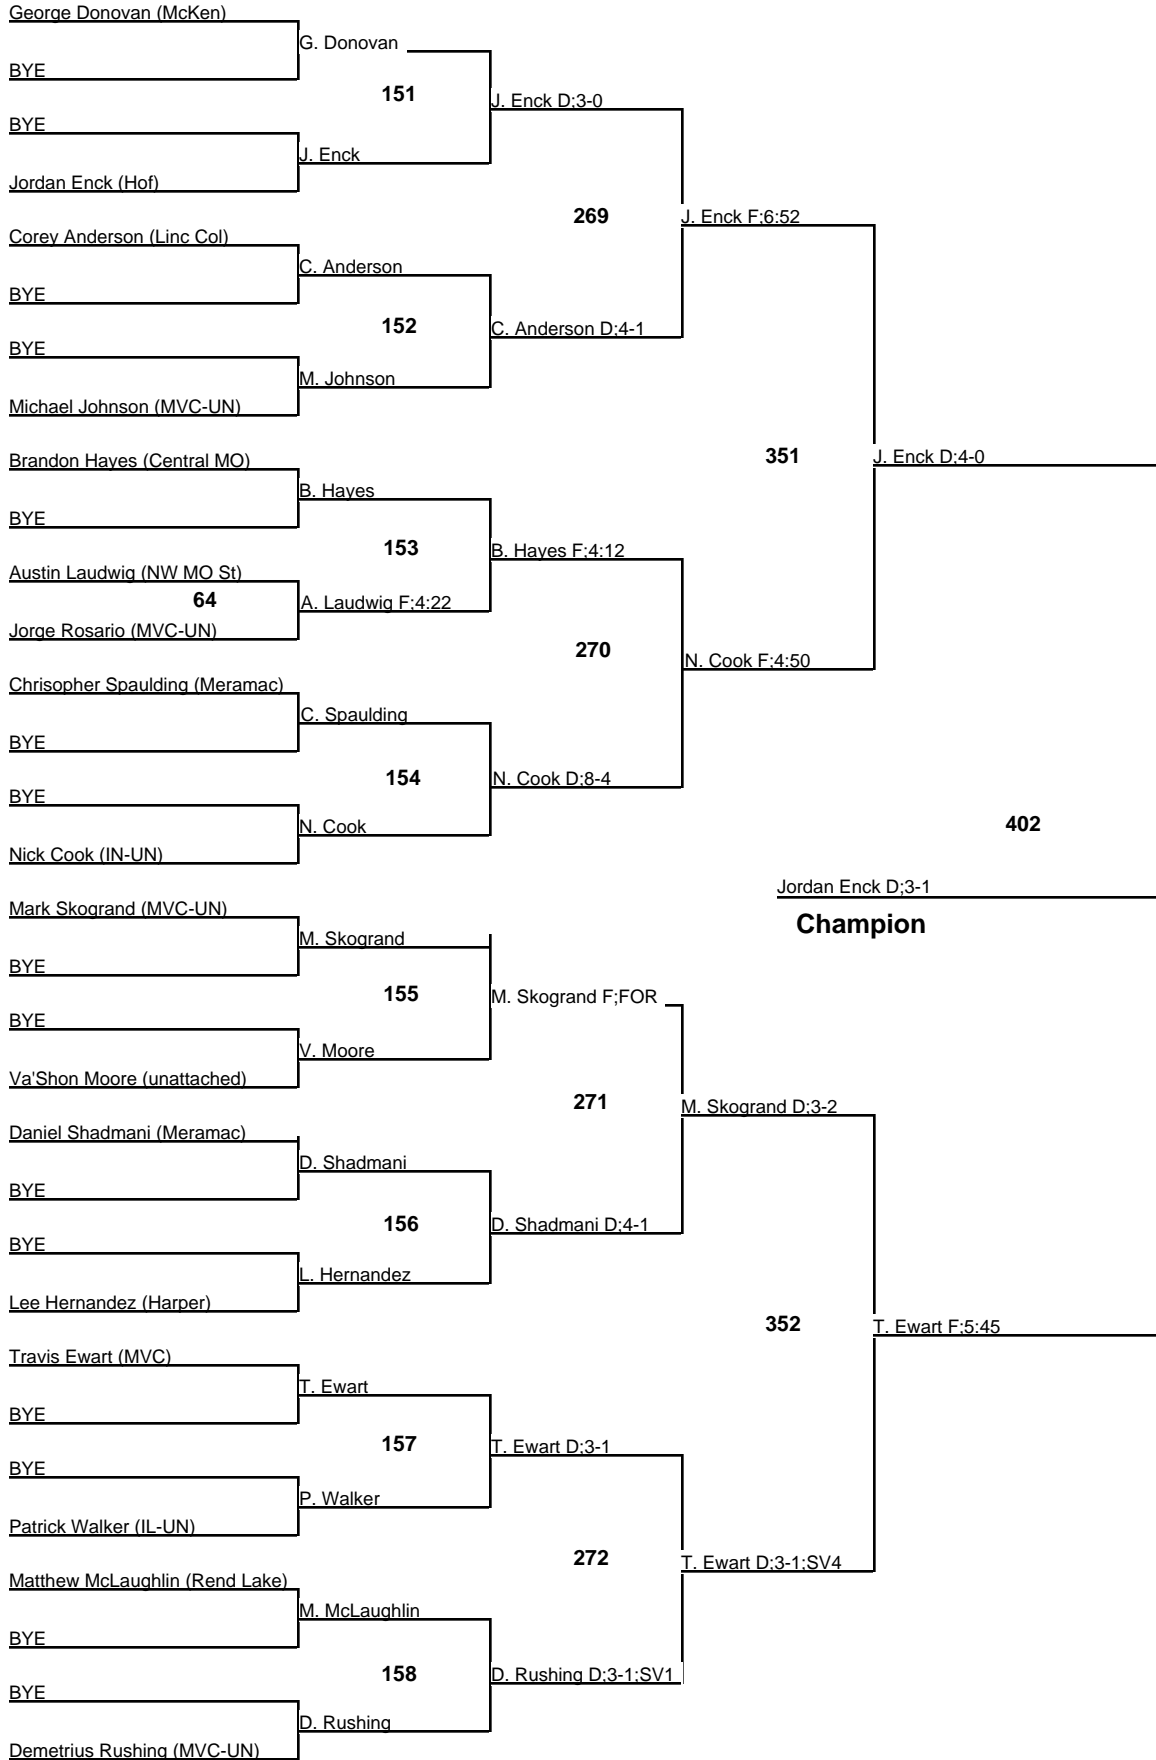 George Donovan (McKen)
G. Donovan
BYE
151
J. Enck D;3-0
BYE
J. Enck
Jordan Enck (Hof)
269
J. Enck F;6:52
Corey Anderson (Linc Col)
C. Anderson
BYE
152
C. Anderson D;4-1
BYE
M. Johnson
Michael Johnson (MVC-UN)
351
J. Enck D;4-0
Brandon Hayes (Central MO)
B. Hayes
BYE
153
B. Hayes F;4:12
Austin Laudwig (NW MO St)
64
A. Laudwig F;4:22
Jorge Rosario (MVC-UN)
270
N. Cook F;4:50
Chrisopher Spaulding (Meramac)
C. Spaulding
BYE
154
N. Cook D;8-4
BYE
N. Cook
Nick Cook (IN-UN)
402
Jordan Enck D;3-1
Champion
Mark Skogrand (MVC-UN)
M. Skogrand
BYE
155
M. Skogrand F;FOR
BYE
V. Moore
Va'Shon Moore (unattached)
271
M. Skogrand D;3-2
Daniel Shadmani (Meramac)
D. Shadmani
BYE
156
D. Shadmani D;4-1
BYE
L. Hernandez
Lee Hernandez (Harper)
352
T. Ewart F;5:45
Travis Ewart (MVC)
T. Ewart
BYE
157
T. Ewart D;3-1
BYE
P. Walker
Patrick Walker (IL-UN)
272
T. Ewart D;3-1;SV4
Matthew McLaughlin (Rend Lake)
M. McLaughlin
BYE
158
D. Rushing D;3-1;SV1
BYE
D. Rushing
Demetrius Rushing (MVC-UN)